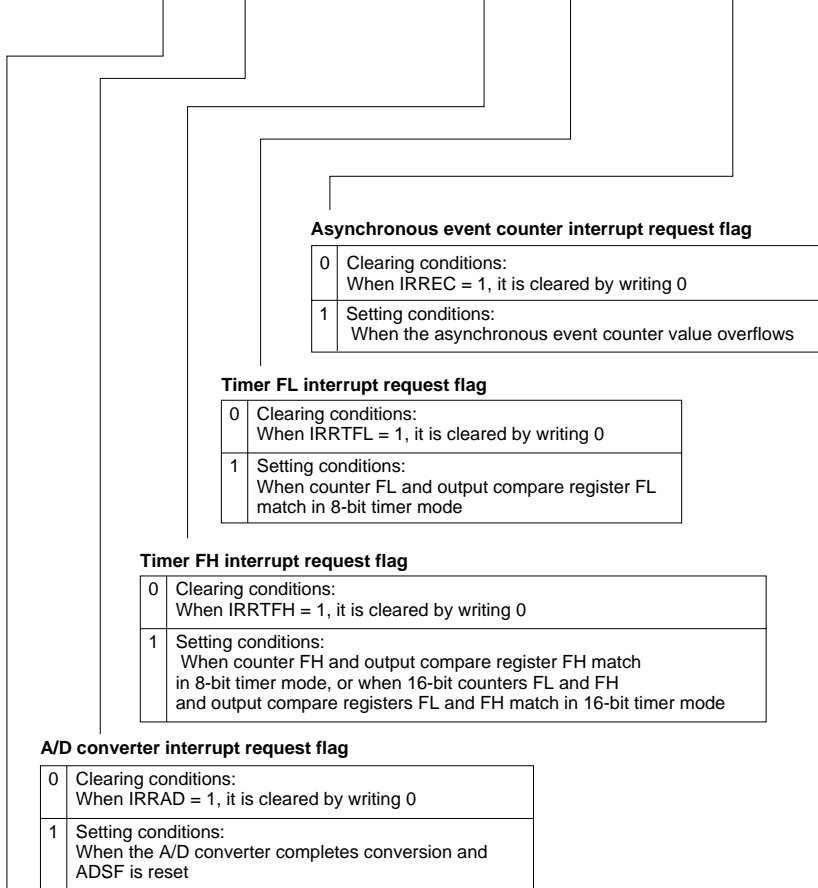 Asynchronous event counter interrupt request flag
0 Clearing conditions:
When IRREC = 1, it is cleared by writing 0
1 Setting conditions:
When the asynchronous event counter value overflows
Timer FL interrupt request flag
0 Clearing conditions:
When IRRTFL = 1, it is cleared by writing 0
1 Setting conditions:
When counter FL and output compare register FL
match in 8-bit timer mode
Timer FH interrupt request flag
0 Clearing conditions:
When IRRTFH = 1, it is cleared by writing 0
1 Setting conditions:
When counter FH and output compare register FH match
in 8-bit timer mode, or when 16-bit counters FL and FH
and output compare registers FL and FH match in 16-bit timer mode
A/D converter interrupt request flag
0 Clearing conditions:
When IRRAD = 1, it is cleared by writing 0
1 Setting conditions:
When the A/D converter completes conversion and
ADSF is reset